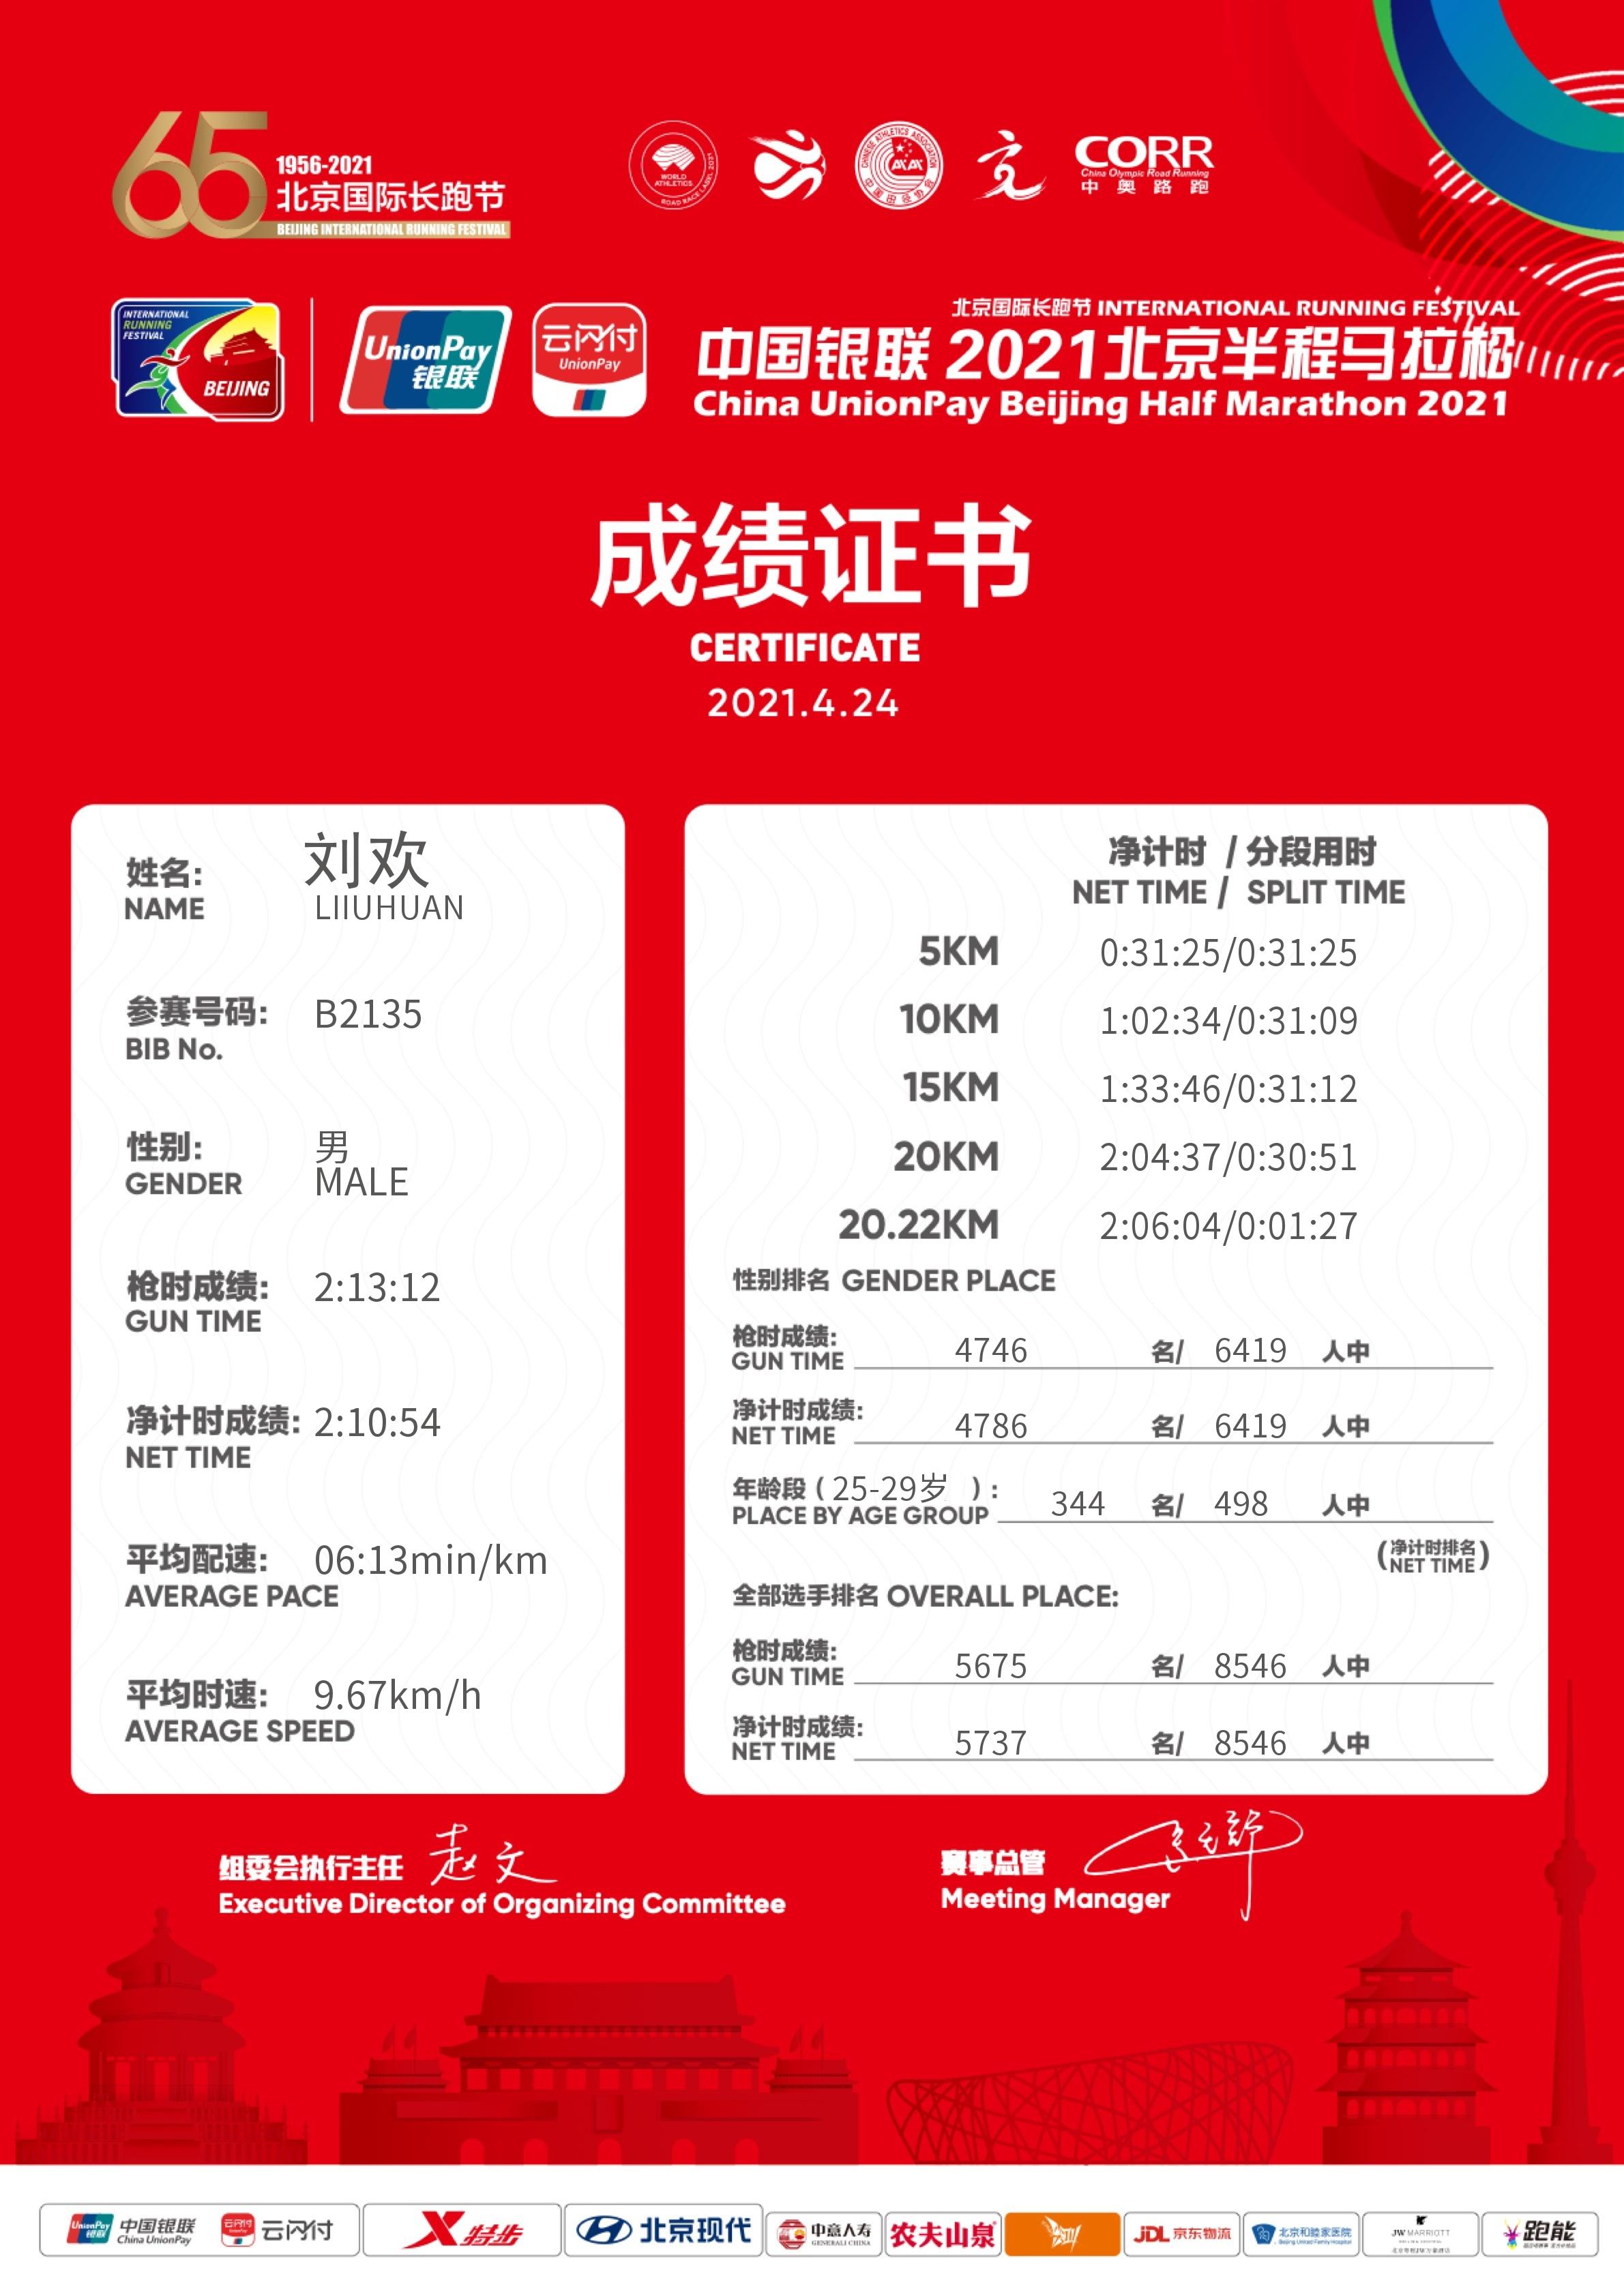 65
1956-2021
北京国际长跑节
BEIJING INTERNATIONAL RUNNING FESTIVAL
WORLD ATHLETICS
ROAD RACE LABEL 2021
CHINESE ATHLETICS ASSOCIATION
中国田径协会
CORR
China Olympic Road Running
中奥路跑
INTERNATIONAL
RUNNING
FESTIVAL
BEIJING
UnionPay
银联
云闪付
UnionPay
北京国际长跑节 INTERNATIONAL RUNNING FESTIVAL
中国银联 2021北京半程马拉松
China UnionPay Beijing Half Marathon 2021
成绩证书
CERTIFICATE
2021.4.24
姓名: 刘欢
NAME LIIUHUAN
参赛号码: B2135
BIB No.
性别: 男
GENDER MALE
枪时成绩: 2:13:12
GUN TIME
净计时成绩: 2:10:54
NET TIME
平均配速: 06:13min/km
AVERAGE PACE
平均时速: 9.67km/h
AVERAGE SPEED
净计时 / 分段用时
NET TIME / SPLIT TIME
5KM 0:31:25/0:31:25
10KM 1:02:34/0:31:09
15KM 1:33:46/0:31:12
20KM 2:04:37/0:30:51
20.22KM 2:06:04/0:01:27
性别排名 GENDER PLACE
枪时成绩:
GUN TIME 4746 名/ 6419 人中
净计时成绩:
NET TIME 4786 名/ 6419 人中
年龄段 ( 25-29岁 ) :
PLACE BY AGE GROUP 344 名/ 498 人中
(净计时排名
NET TIME)
全部选手排名 OVERALL PLACE:
枪时成绩:
GUN TIME 5675 名/ 8546 人中
净计时成绩:
NET TIME 5737 名/ 8546 人中
组委会执行主任 赵文
Executive Director of Organizing Committee
赛事总管
Meeting Manager
UnionPay 银联 中国银联 China UnionPay 云闪付 UnionPay 云闪付
特步
北京现代
中意人寿
GENERALI CHINA
农夫山泉
JDL 京东物流
北京和睦家医院
Beijing United Family Hospital
JW MARRIOTT
跑能